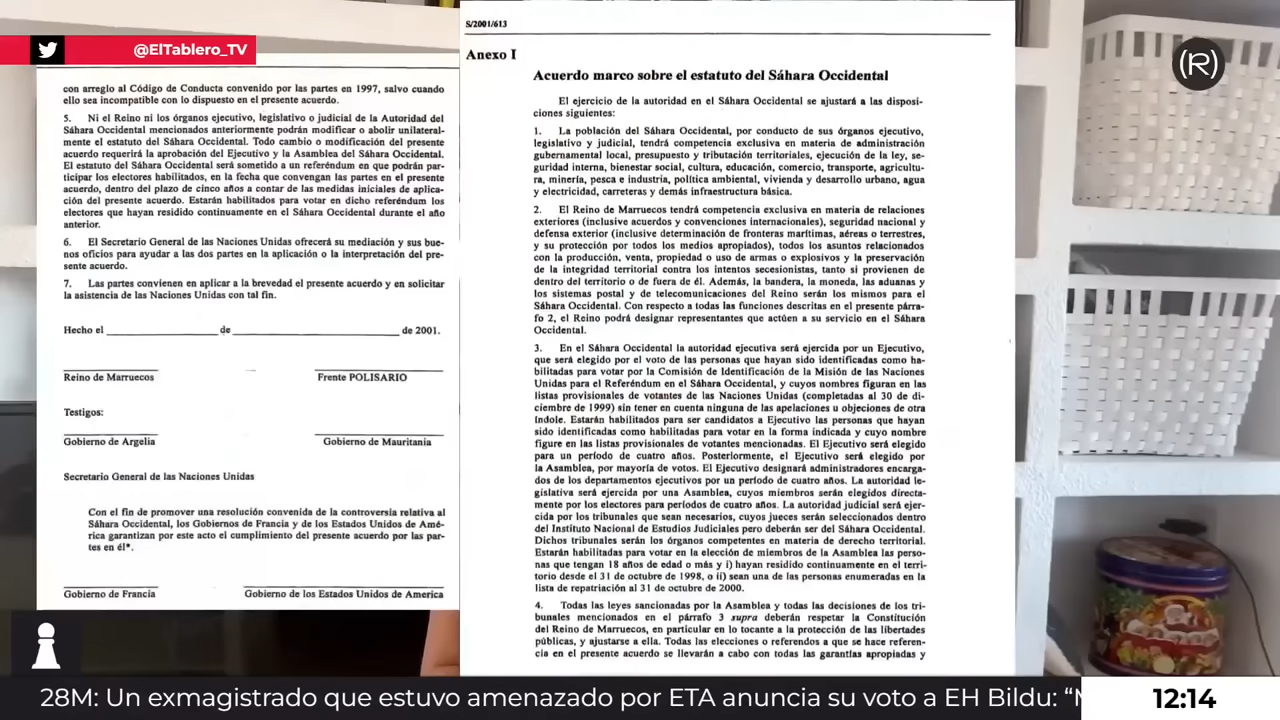 @ElTablero_TV
con arreglo al Código de Conducta convenido por las partes en 1997, salvo cuando
ello sea incompatible con lo dispuesto en el presente acuerdo.
5. Ni el Reino ni los órganos ejecutivo, legislativo o judicial de la Autoridad del
Sáhara Occidental mencionados anteriormente podrán modificar o abolir unilateral-
mente el estatuto del Sáhara Occidental. Todo cambio o modificación del presente
acuerdo requerirá la aprobación del Ejecutivo y la Asamblea del Sáhara Occidental.
El estatuto del Sáhara Occidental será sometido a un referéndum en que podrán par-
ticipar los electores habilitados, en la fecha que convengan las partes en el presente
acuerdo, dentro del plazo de cinco años a contar de las medidas iniciales de aplica-
ción del presente acuerdo. Estarán habilitados para votar en dicho referéndum los
electores que hayan residido continuamente en el Sáhara Occidental durante el año
anterior.
6. El Secretario General de las Naciones Unidas ofrecerá su mediación y sus bue-
nos oficios para ayudar a las dos partes en la aplicación o la interpretación del pre-
sente acuerdo.
7. Las partes convienen en aplicar a la brevedad el presente acuerdo y en solicitar
la asistencia de las Naciones Unidas con tal fin.
Hecho el ____________________ de ______________________________ de 2001.
Reino de Marruecos Frente POLISARIO
Testigos:
Gobierno de Argelia Gobierno de Mauritania
Secretario General de las Naciones Unidas
Con el fin de promover una resolución convenida de la controversia relativa al
Sáhara Occidental, los Gobiernos de Francia y de los Estados Unidos de Amé-
rica garantizan por este acto el cumplimiento del presente acuerdo por las par-
tes en él*.
Gobierno de Francia Gobierno de los Estados Unidos de America
S/2001/613
Anexo I
Acuerdo marco sobre el estatuto del Sáhara Occidental
El ejercicio de la autoridad en el Sáhara Occidental se ajustará a las disposi-
ciones siguientes:
1. La población del Sáhara Occidental, por conducto de sus órganos ejecutivo,
legislativo y judicial, tendrá competencia exclusiva en materia de administración
gubernamental local, presupuesto y tributación territoriales, ejecución de la ley, se-
guridad interna, bienestar social, cultura, educación, comercio, transporte, agricultu-
ra, minería, pesca e industria, política ambiental, vivienda y desarrollo urbano, agua
y electricidad, carreteras y demás infraestructura básica.
2. El Reino de Marruecos tendrá competencia exclusiva en materia de relaciones
exteriores (inclusive acuerdos y convenciones internacionales), seguridad nacional y
defensa exterior (inclusive determinación de fronteras marítimas, aéreas o terrestres,
y su protección por todos los medios apropiados), todos los asuntos relacionados
con la producción, venta, propiedad o uso de armas o explosivos y la preservación
de la integridad territorial contra los intentos secesionistas, tanto si provienen de
dentro del territorio o de fuera de él. Además, la bandera, la moneda, las aduanas y
los sistemas postal y de telecomunicaciones del Reino serán los mismos para el
Sáhara Occidental. Con respecto a todas las funciones descritas en el presente párra-
fo 2, el Reino podrá designar representantes que actúen a su servicio en el Sáhara
Occidental.
3. En el Sáhara Occidental la autoridad ejecutiva será ejercida por un Ejecutivo,
que será elegido por el voto de las personas que hayan sido identificadas como ha-
bilitadas para votar por la Comisión de Identificación de la Misión de las Naciones
Unidas para el Referéndum en el Sáhara Occidental, y cuyos nombres figuran en las
listas provisionales de votantes de las Naciones Unidas (completadas al 30 de di-
ciembre de 1999) sin tener en cuenta ninguna de las apelaciones u objeciones de otra
índole. Estarán habilitados para ser candidatos a Ejecutivo las personas que hayan
sido identificadas como habilitadas para votar en la forma indicada y cuyo nombre
figure en las listas provisionales de votantes mencionadas. El Ejecutivo será elegido
para un período de cuatro años. Posteriormente, el Ejecutivo será elegido por
la Asamblea, por mayoría de votos. El Ejecutivo designará administradores encarga-
dos de los departamentos ejecutivos por un período de cuatro años. La autoridad le-
gislativa será ejercida por una Asamblea, cuyos miembros serán elegidos directa-
mente por los electores para períodos de cuatro años. La autoridad judicial será ejer-
cida por los tribunales que sean necesarios, cuyos jueces serán seleccionados dentro
del Instituto Nacional de Estudios Judiciales pero deberán ser del Sáhara Occidental.
Dichos tribunales serán los órganos competentes en materia de derecho territorial.
Estarán habilitadas para votar en la elección de miembros de la Asamblea las perso-
nas que tengan 18 años de edad o más y i) hayan residido continuamente en el terri-
torio desde el 31 de octubre de 1998, o ii) sean una de las personas enumeradas en la
lista de repatriación al 31 de octubre de 2000.
4. Todas las leyes sancionadas por la Asamblea y todas las decisiones de los tri-
bunales mencionados en el párrafo 3 supra deberán respetar la Constitución
del Reino de Marruecos, en particular en lo tocante a la protección de las libertades
públicas, y ajustarse a ella. Todas las elecciones o referendos a que se hace referen-
cia en el presente acuerdo se llevarán a cabo con todas las garantías apropiadas y
(R)
28M: Un exmagistrado que estuvo amenazado por ETA anuncia su voto a EH Bildu: “
12:14